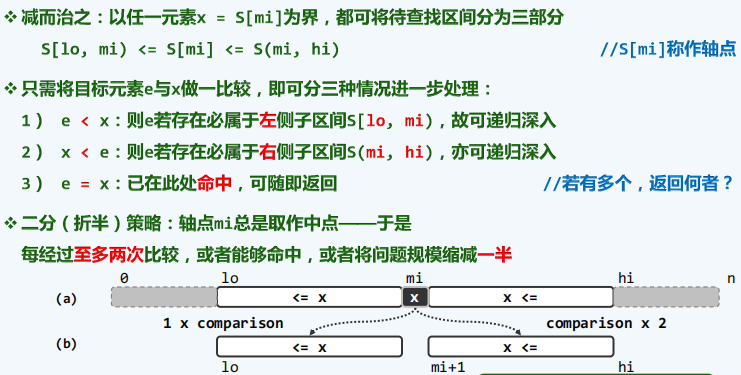 ❖ 减而治之：以任一元素x = S[mi]为界，都可将待查找区间分为三部分
S[lo, mi) <= S[mi] <= S(mi, hi) //S[mi]称作轴点
❖ 只需将目标元素e与x做一比较，即可分三种情况进一步处理：
1） e < x：则e若存在必属于左侧子区间S[lo, mi)，故可递归深入
2） x < e：则e若存在必属于右侧子区间S(mi, hi)，亦可递归深入
3） e = x：已在此处命中，可随即返回 //若有多个，返回何者？
❖ 二分（折半）策略：轴点mi总是取作中点——于是
每经过至多两次比较，或者能够命中，或者将问题规模缩减一半
0 lo mi hi n
(a) <= x x x <=
1 x comparison comparison x 2
(b) <= x x <=
lo mi+1 hi